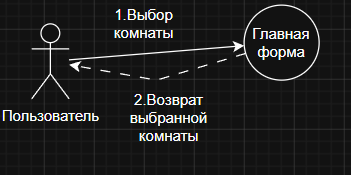 1.Выбор
комнаты
Главная
форма
Пользователь
2.Возврат
выбранной
комнаты